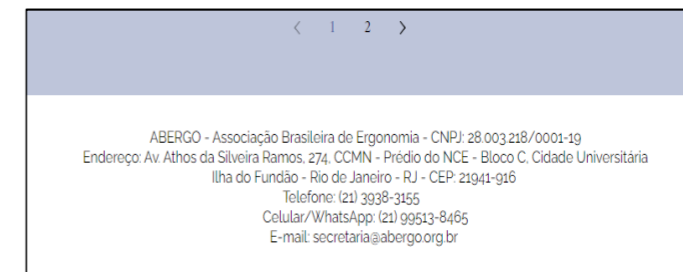 < 1 2 >
ABERGO - Associação Brasileira de Ergonomia - CNPJ: 28.003.218/0001-19
Endereço: Av. Athos da Silveira Ramos, 274, CCMN - Prédio do NCE - Bloco C, Cidade Universitária
Ilha do Fundão - Rio de Janeiro - RJ - CEP: 21941-916
Telefone: (21) 3938-3155
Celular/WhatsApp: (21) 99513-8465
E-mail: secretaria@abergo.org.br